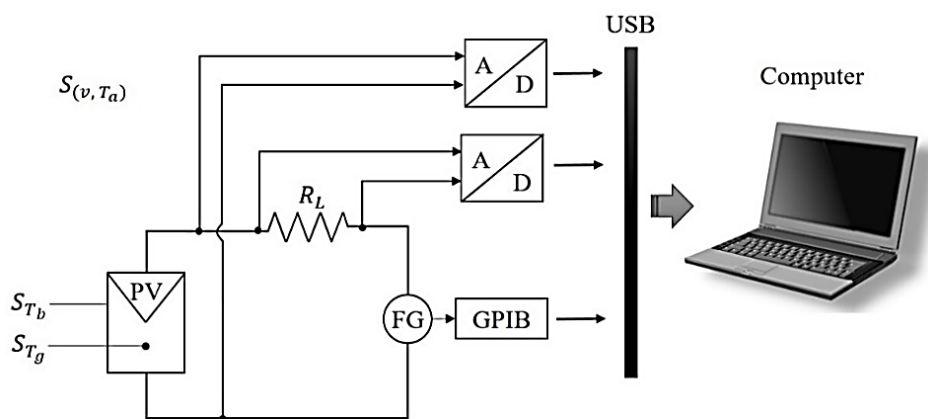 USB
A
D
S(v, Ta)
Computer
A
D
RL
PV
STb
STg
FG
GPIB